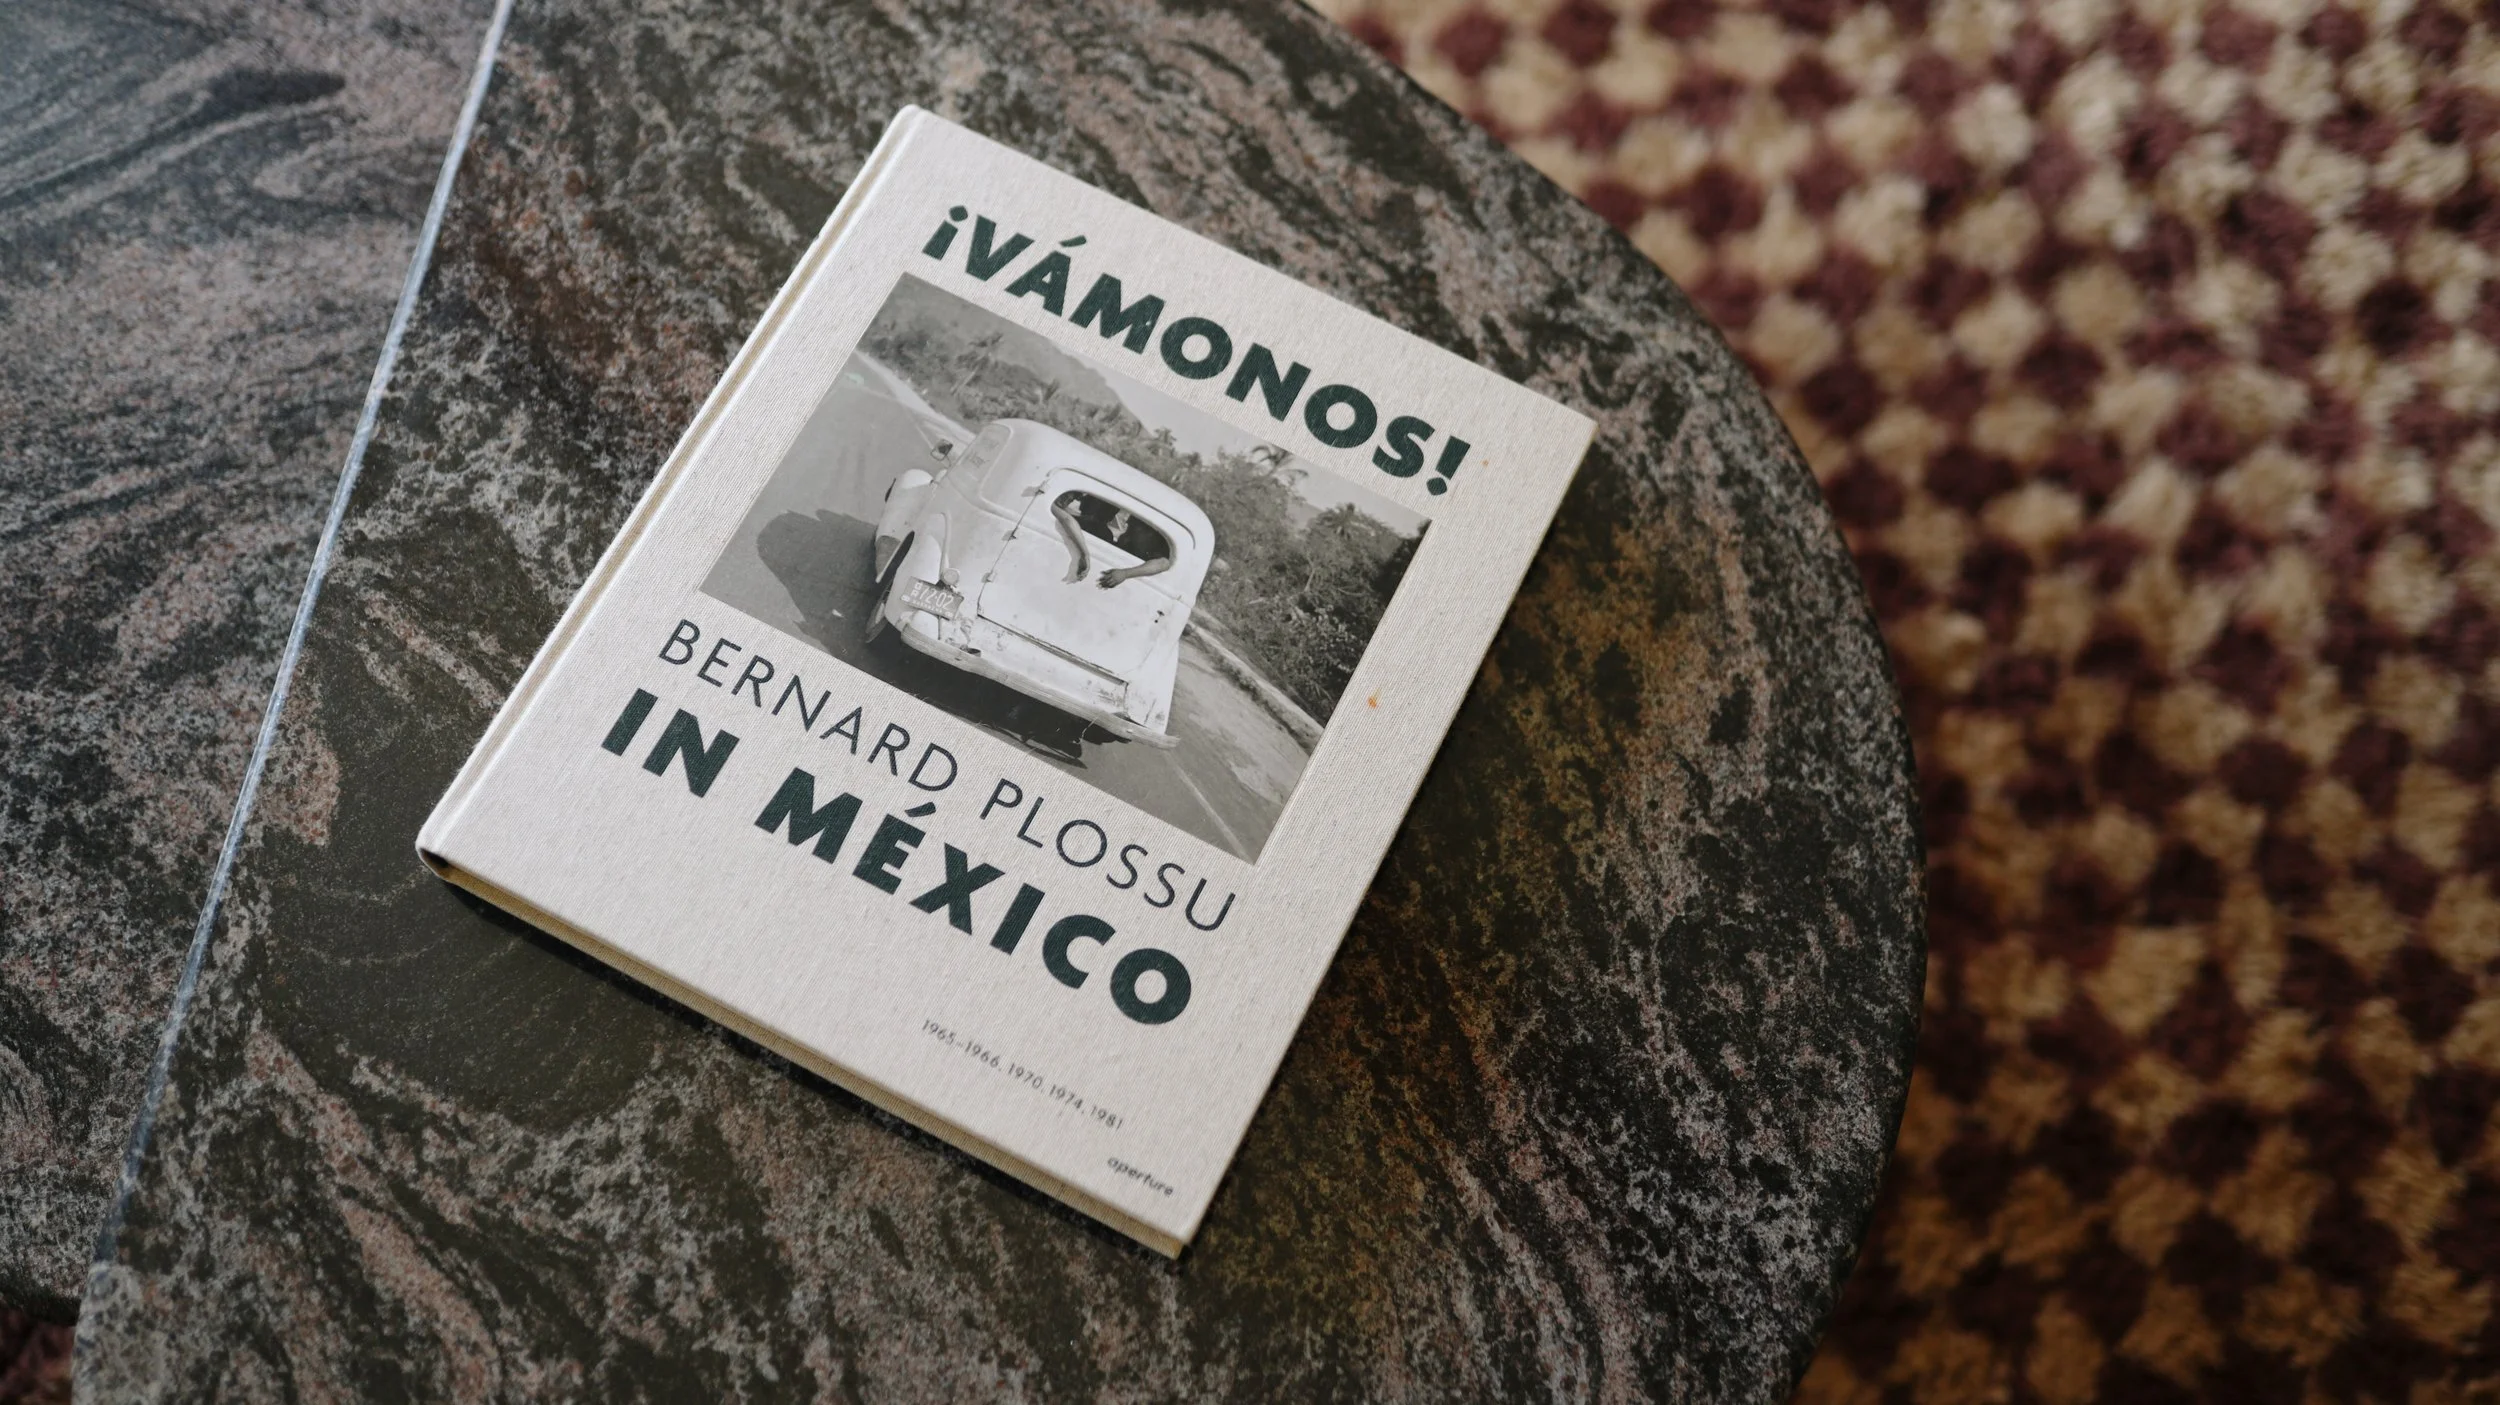 ¡VÁMONOS!
BERNARD PLOSSU
IN MÉXICO
1965–1966, 1970, 1974, 1981
aperture